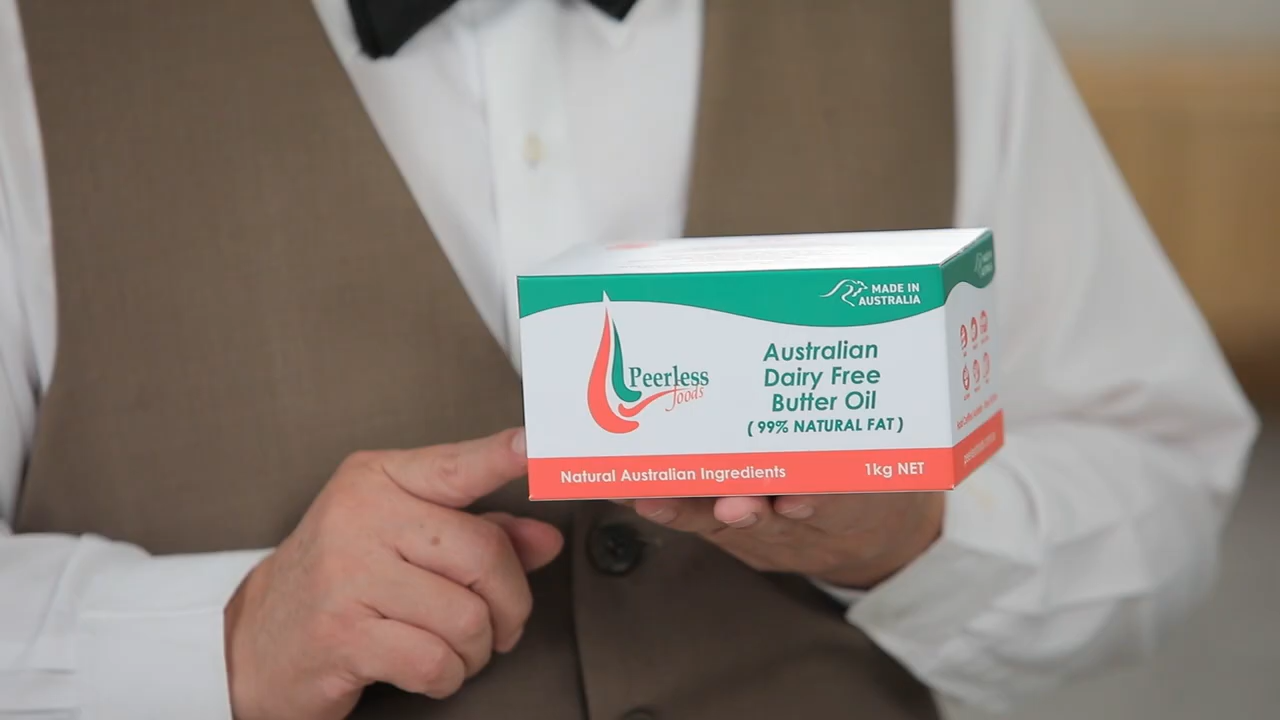 MADE IN
AUSTRALIA
Peerless
foods
Australian
Dairy Free
Butter Oil
( 99% NATURAL FAT )
Natural Australian Ingredients
1kg NET